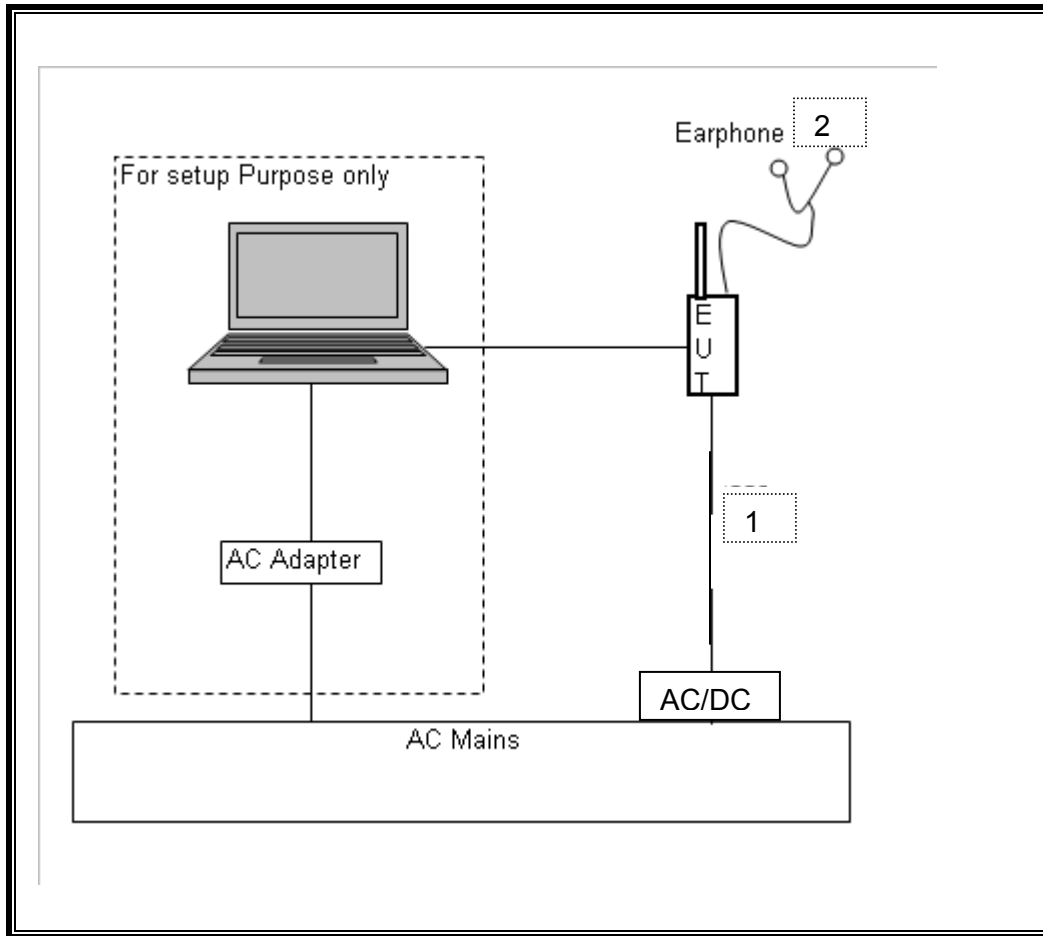 Earphone 2
For setup Purpose only
E
U
T
1
AC Adapter
AC/DC
AC Mains